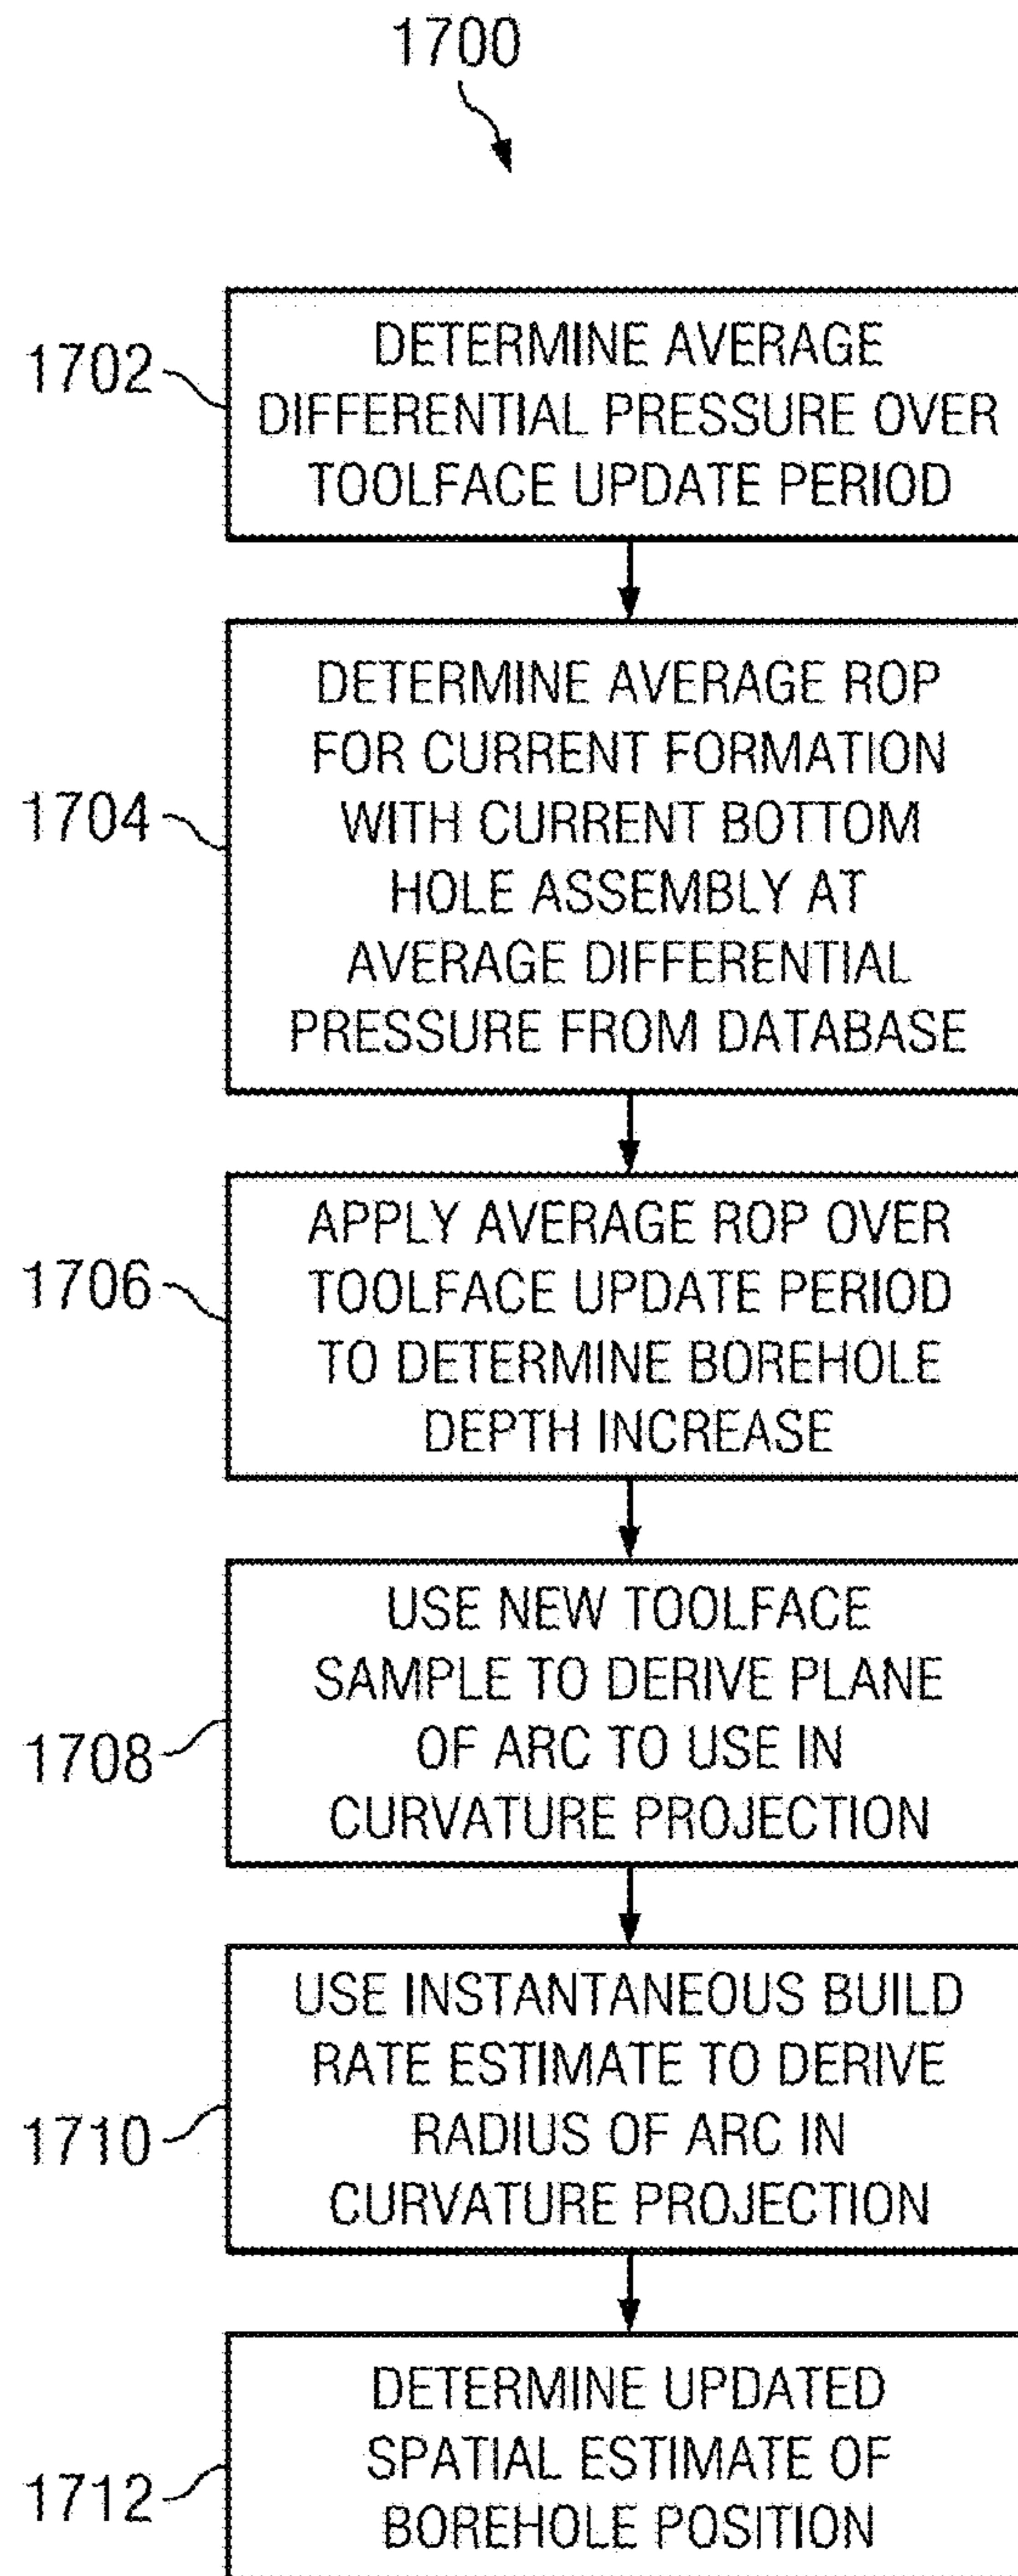 1700
1702
DETERMINE AVERAGE
DIFFERENTIAL PRESSURE OVER
TOOLFACE UPDATE PERIOD
1704
DETERMINE AVERAGE ROP
FOR CURRENT FORMATION
WITH CURRENT BOTTOM
HOLE ASSEMBLY AT
AVERAGE DIFFERENTIAL
PRESSURE FROM DATABASE
1706
APPLY AVERAGE ROP OVER
TOOLFACE UPDATE PERIOD
TO DETERMINE BOREHOLE
DEPTH INCREASE
1708
USE NEW TOOLFACE
SAMPLE TO DERIVE PLANE
OF ARC TO USE IN
CURVATURE PROJECTION
1710
USE INSTANTANEOUS BUILD
RATE ESTIMATE TO DERIVE
RADIUS OF ARC IN
CURVATURE PROJECTION
1712
DETERMINE UPDATED
SPATIAL ESTIMATE OF
BOREHOLE POSITION